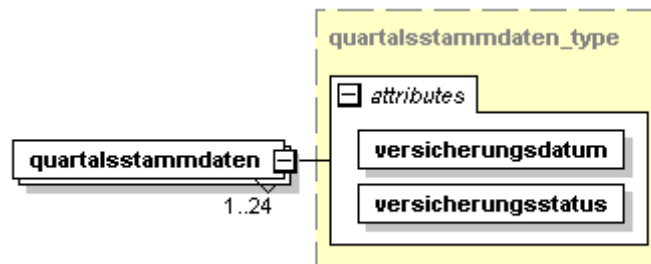 quartalsstammdaten_type
attributes
quartalsstammdaten
versicherungsdatum
versicherungsstatus
1..24